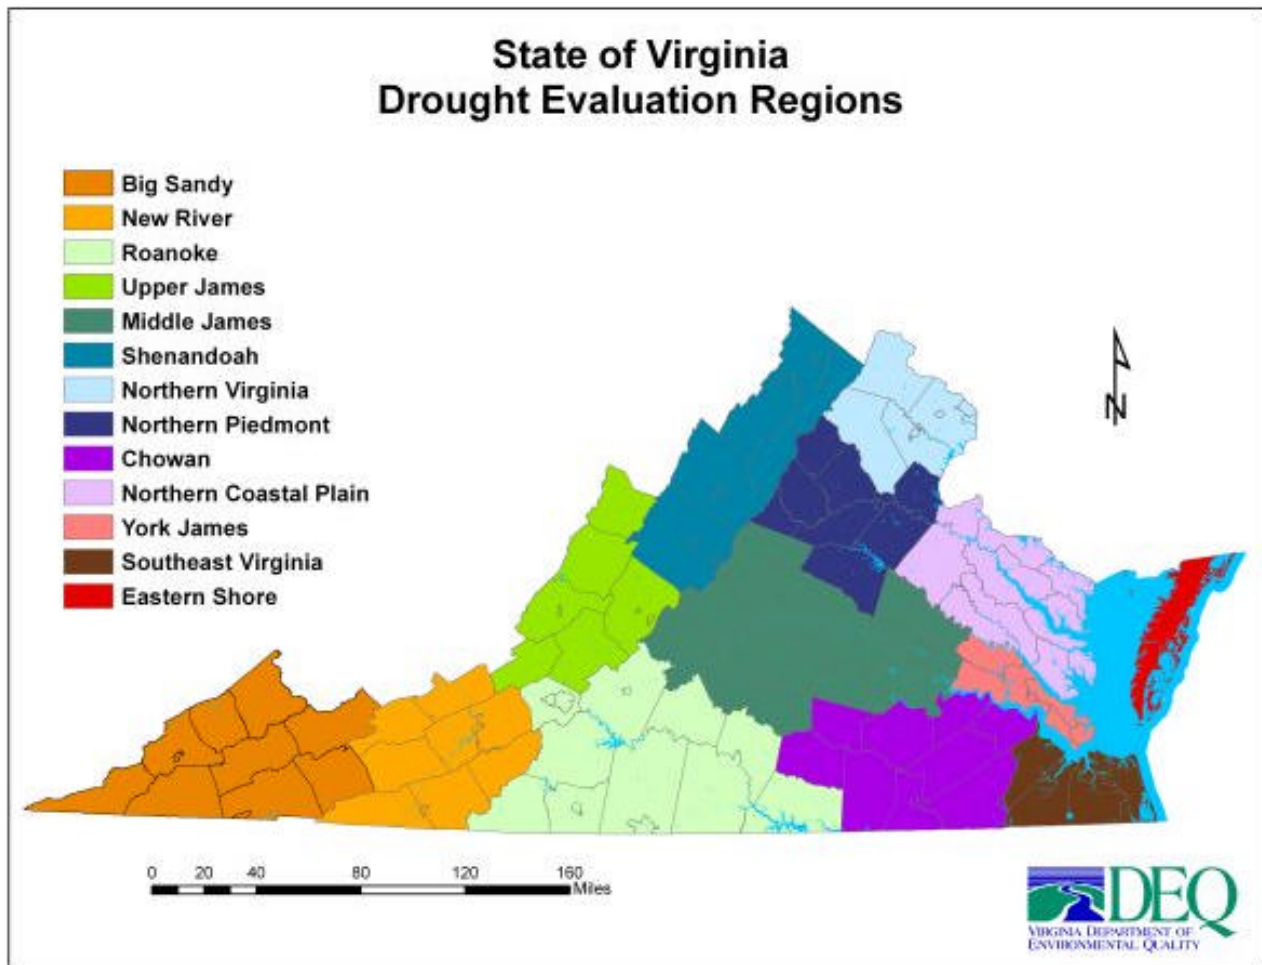 State of Virginia
Drought Evaluation Regions
Big Sandy
New River
Roanoke
Upper James
Middle James
Shenandoah
Northern Virginia
Northern Piedmont
Chowan
Northern Coastal Plain
York James
Southeast Virginia
Eastern Shore
N
0 20 40 80 120 160
Miles
DEQ
VIRGINIA DEPARTMENT OF
ENVIRONMENTAL QUALITY